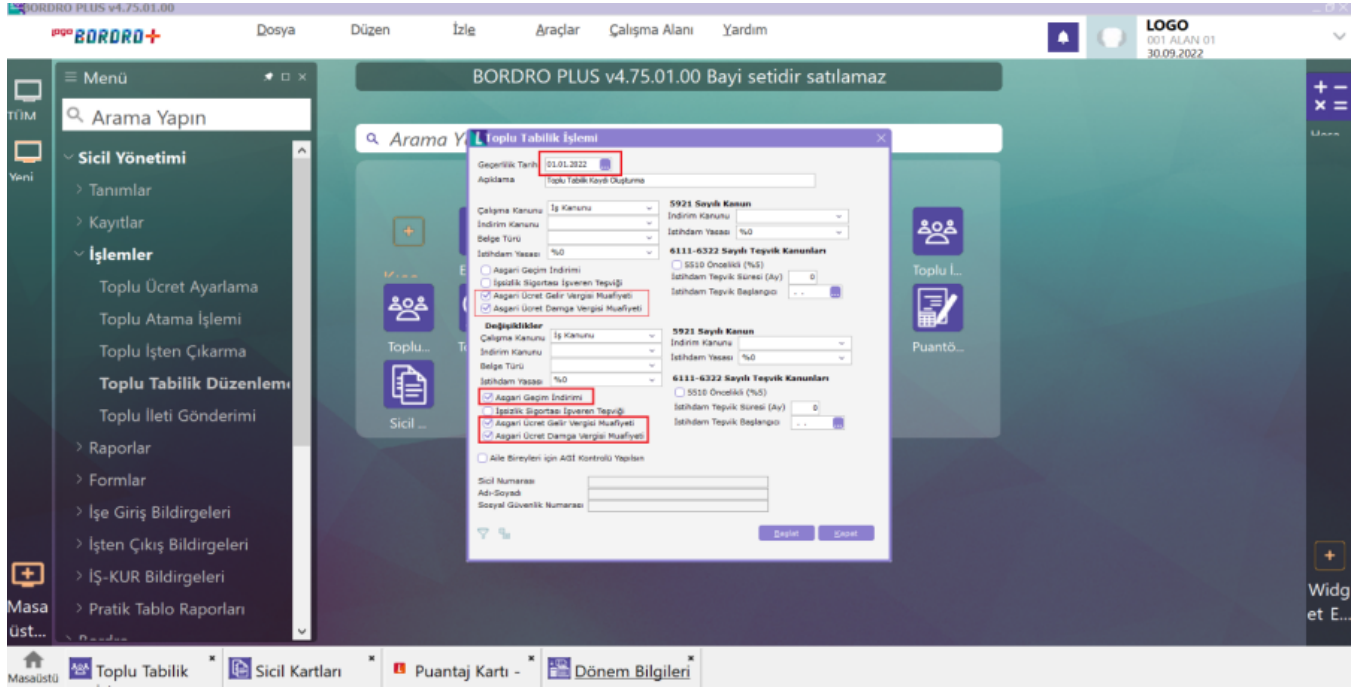 BORDRO PLUS v4.75.01.00
LOGO BORDRO+
Dosya Düzen İzle Araçlar Çalışma Alanı Yardım
LOGO
001 ALAN 01
30.09.2022
TÜM
Yeni
Masa
üst...
Menü
Arama Yapın
Sicil Yönetimi
Tanımlar
Kayıtlar
İşlemler
Toplu Ücret Ayarlama
Toplu Atama İşlemi
Toplu İşten Çıkarma
Toplu Tabilik Düzenleme
Toplu İleti Gönderimi
Raporlar
Formlar
İşe Giriş Bildirgeleri
İşten Çıkış Bildirgeleri
İŞ-KUR Bildirgeleri
Pratik Tablo Raporları
BORDRO PLUS v4.75.01.00 Bayi setidir satılamaz
Arama Y
Toplu...
Sicil ...
Toplu İ...
Puantö...
Toplu Tabilik İşlemi
Geçerlilik Tarihi 01.01.2022
Açıklama Toplu Tabilik Kaydı Oluşturma
Çalışma Kanunu İş Kanunu
İndirim Kanunu
Belge Türü
İstihdam Yasası %0
Asgari Geçim İndirimi
İşsizlik Sigortası İşveren Teşviği
Asgari Ücret Gelir Vergisi Muafiyeti
Asgari Ücret Damga Vergisi Muafiyeti
5921 Sayılı Kanun
İndirim Kanunu
İstihdam Yasası %0
6111-6322 Sayılı Teşvik Kanunları
5510 Öncelikli (%5)
İstihdam Teşvik Süresi (Ay) 0
İstihdam Teşvik Başlangıcı . .
Değişiklikler
Çalışma Kanunu İş Kanunu
İndirim Kanunu
Belge Türü
İstihdam Yasası %0
Asgari Geçim İndirimi
İşsizlik Sigortası İşveren Teşviği
Asgari Ücret Gelir Vergisi Muafiyeti
Asgari Ücret Damga Vergisi Muafiyeti
5921 Sayılı Kanun
İndirim Kanunu
İstihdam Yasası %0
6111-6322 Sayılı Teşvik Kanunları
5510 Öncelikli (%5)
İstihdam Teşvik Süresi (Ay) 0
İstihdam Teşvik Başlangıcı . .
Aile Bireyleri için AGİ Kontrolü Yapılsın
Sicil Numarası
Adı-Soyadı
Sosyal Güvenlik Numarası
Başlat Kapat
Widg
et E...
Masaüstü
Toplu Tabilik
Sicil Kartları
Puantaj Kartı -
Dönem Bilgileri